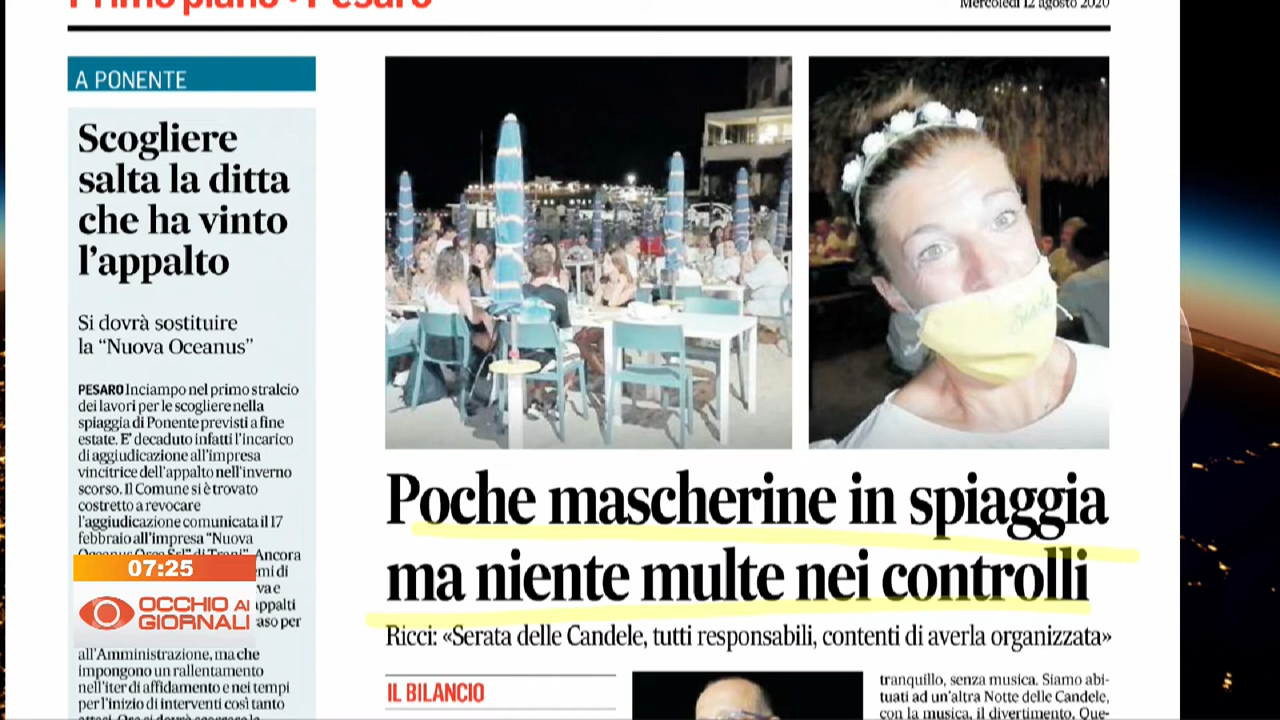 Primo piano • Pesaro
Mercoledì 12 agosto 2020
A PONENTE
Scogliere
salta la ditta
che ha vinto
l'appalto
Si dovrà sostituire
la "Nuova Oceanus"
PESARO Inciampo nel primo stralcio
dei lavori per le scogliere nella
spiaggia di Ponente previsti a fine
estate. E' decaduto infatti l'incarico
di aggiudicazione all'impresa
vincitrice dell'appalto nell'inverno
scorso. Il Comune si è trovato
costretto a revocare
l'aggiudicazione comunicata il 17
febbraio all'impresa "Nuova
Ancora
emi di
va e
appalti
aso per
all'Amministrazione, ma che
impongono un rallentamento
nell'iter di affidamento e nei tempi
per l'inizio di interventi così tanto
07:25
OCCHIO AI
GIORNALI
Poche mascherine in spiaggia
ma niente multe nei controlli
Ricci: «Serata delle Candele, tutti responsabili, contenti di averla organizzata»
IL BILANCIO
tranquillo, senza musica. Siamo abi-
tuati ad un'altra Notte delle Candele,
con la musica, il divertimento. Que-